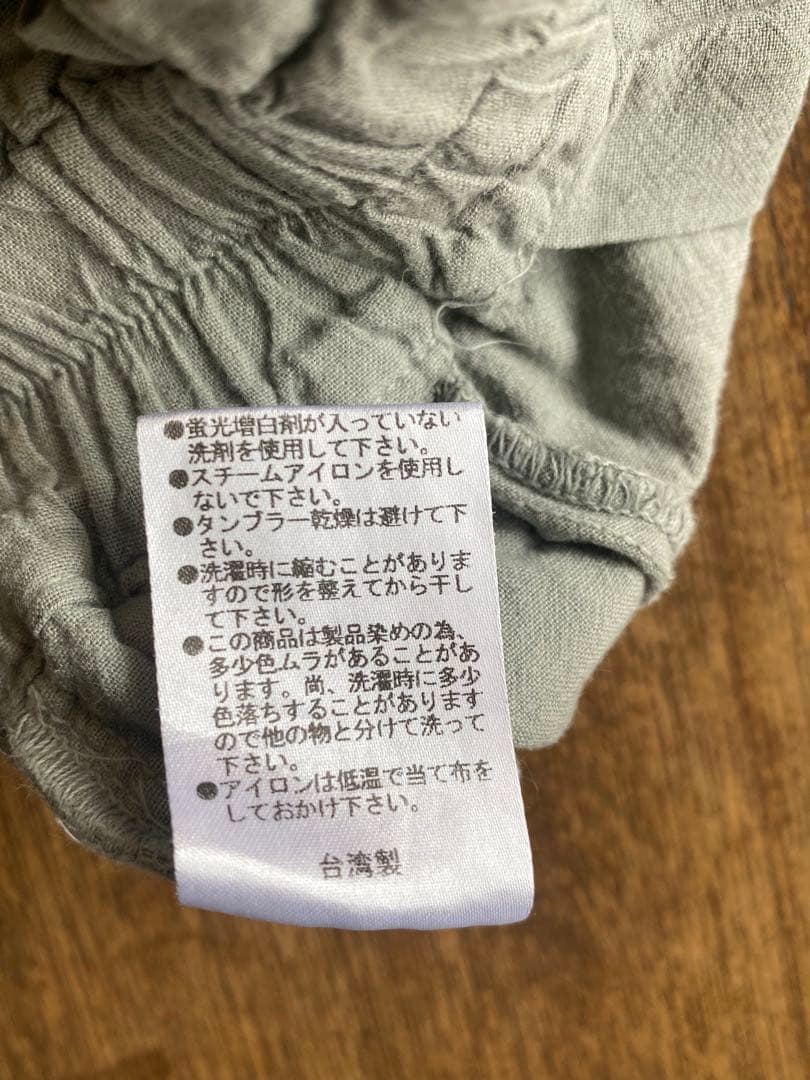 ●蛍光増白剤が入っていない
洗剤を使用して下さい。
●スチームアイロンを使用し
ないで下さい。
●タンブラー乾燥は避けて下
さい。
●洗濯時に縮むことがありま
すので形を整えてから干し
て下さい。
●この商品は製品染めの為、
多少色ムラがあることがあ
ります。尚、洗濯時に多少
色落ちすることがあります
ので他の物と分けて洗って
下さい。
●アイロンは低温で当て布を
しておかけ下さい。
台湾製